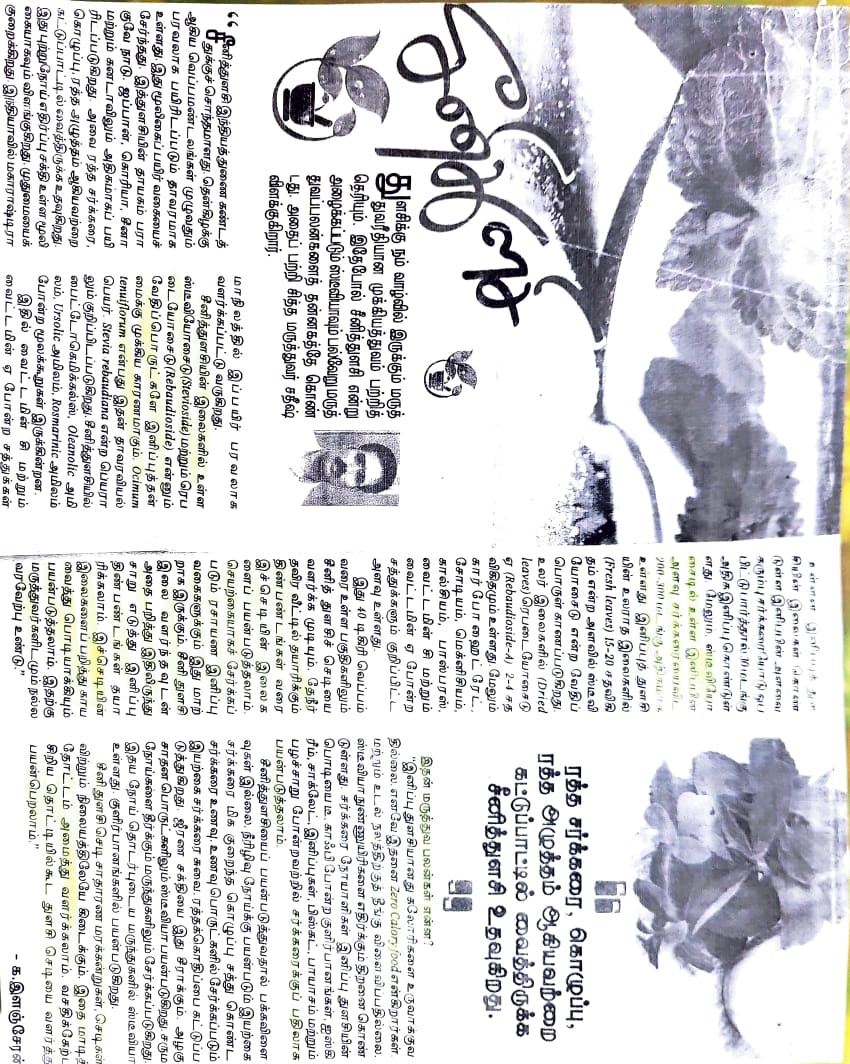 சீனித்துளசி
துளசிக்கு நம் வாழ்வில் இருக்கும் மருத்
துவரீதியான முக்கியத்துவம் பற்றித்
தெரியும். இதேபோல் சீனித்துளசி என்று
அழைக்கப்படும் ஸ்டீவியாவும் பல்வேறு மருத்
துவப்பலன்களைத் தன்னகத்தே கொண்
டது. அதைப் பற்றி சித்த மருத்துவர் சதீஷ்
விளக்குகிறார்.
“சீனித்துளசி இந்தியத் துணை கண்டத்
துக்குச் சொந்தமானது. தென்கிழக்கு
ஆகிய வெப்பமண்டலங்கள் முழுவதும்
பரவலாக பயிரிடப்படும் தாவரமாக
உள்ளது. இது மூலிகைப் பயிர் வகையைச்
சேர்ந்தது. இத்துளசியின் தாயகம் பரா
குவே நாடு. ஜப்பான், கொரியா, சீனா
மற்றும் கனடாவிலும் அதிகமாகப் பயி
ரிடப்படுகிறது. அவை ரத்த சர்க்கரை,
கொழுப்பு, ரத்த அழுத்தம் ஆகியவற்றை
கட்டுப்பாட்டில் வைத்திருக்க உதவுகிறது.
இது புற்றுநோய் எதிர்ப்பு சக்தி உள்ள மூலி
கையாகவும் விளங்குகிறது. முதுமையைக்
குறைக்கிறது. இந்தியாவில் மகாராஷ்டிரா
மாநிலத்தில் இப்பயிர் பரவலாக
வளர்க்கப்பட்டு வருகிறது.
சீனித்துளசியின் இலைகளில் உள்ள
ஸ்டீவியோசைடு(Stevioside) மற்றும் ரெப
டையோசைடு(Rebaudioside) என்னும்
வேதிப்பொருட்களே இனிப்புத்தன்
மைக்கு முக்கிய காரணமாகும். Ocimum
tenuiflorum என்பது இதன் தாவரவியல்
பெயர். Stevia rebaudiana என்ற பெயரா
லும் குறிப்பிடப்படுகிறது. சீனித்துளசியில்
பைட்டோகெமிக்கல்ஸ், Oleanolic அமி
லம், Ursolic அமிலம், Rosmarinic அமிலம்
போன்ற மூலக்கூறுகள் இருக்கின்றன.
இதில் வைட்டமின் சி மற்றும்
வைட்டமின் ஏ போன்ற சத்துக்கள்
உள்ளன இனிப்புத் துள
சியின் இலைகள் கொண
டுள்ள இனிப்பின் அளவை
கரும்பு சர்க்கரையோடு ஒப
பிட்டு பார்த்தால் 30 மடங்கு
அதிக இனிப்பு கொண்டுள்
ளது. மேலும், ஸ்டீவியோ
சைடில் உள்ள இனிப்பின
அளவு சர்க்கரையைவிட
200-300 மடங்கு அதிகமாக
உள்ளது. இனிப்புத் துளசி
யின் உலராத இலைகளில்
(Fresh leaves) 15-20 சதவிகி
தம் என்ற அளவில் ஸ்டீவி
யோசைடு என்ற வேதிப்
பொருள் காணப்படுகிறது.
உலர் இலைகளில் (Dried
leaves) ரெபடையோசைடு
ஏ (Rebaudioside-A) 2-4 சத
விகிதமும் உள்ளது. மேலும்
கார்போஹைட்ரேட்,
சோடியம், மெக்னிசியம்,
கால்சியம், பாஸ்பரஸ்,
வைட்டமின் சி மற்றும்
வைட்டமின் ஏ போன்ற
சத்துக்களும் குறிப்பிட்ட
அளவு உள்ளது.
இது 40 டிகிரி வெப்பம்
வரை உள்ள பகுதிகளிலும்
சீனித் துளசிச் செடியை
வளர்க்க முடியும். தேநீர்
தவிர வீட்டில் தயாரிக்கும்
திண்பண்டங்கள் வரை
இச்செடியின் இலைக
ளைப் பயன்படுத்தலாம்.
செயற்கையாகச் சேர்க்கப்
படும் ரசாயண இனிப்பு
வகைகளுக்கும் இது மாற்
றாக இருக்கும். சீனி துளசி
இலை வளர்ந்தவுடன்
அதை பறித்து இதிலிருந்து
சாறு எடுத்து இனிப்பு
திண்பண்டங்கள் தயா
ரிக்கலாம். இச்செடியின்
இலைகளைப் பறித்து காய
வைத்து பொடியாக்கியும்
பயன்படுத்தலாம். இதற்கு
மருத்துவர்களிடமும் நல்ல
வரவேற்பு உண்டு.”
“
ரத்த சர்க்கரை, கொழுப்பு,
ரத்த அழுத்தம் ஆகியவற்றை
கட்டுப்பாட்டில் வைத்திருக்க
சீனித்துளசி உதவுகிறது.
”
இதன் மருத்துவ பலன்கள் என்ன?
“இனிப்பு துளசியானது கலோரிகளை உருவாக்குவ
தில்லை. எனவே இதனை Zero Calory food என்கிறார்கள்.
மற்றும் உடல் நலத்திற்குத் தீங்கு விளைவிப்பதில்லை.
ஸ்டீவியா நுண்ணுயிரிகளை எதிர்க்கும் திறனை கொண்
டுள்ளது. சர்க்கரை நோயாளிகள் இனிப்பு துளசியின்
பொடியை டீ, காஃபி போன்ற குளிர்பானங்கள், ஐஸ்கி
ரீம், சாக்லேட், இனிப்புகள், பிஸ்கட், பாயாசம் மற்றும்
பழச்சாறு போன்றவற்றில் சர்க்கரைக்குப் பதிலாக
பயன்படுத்தலாம்.
சீனித்துளசியைப் பயன்படுத்துவதால் பக்கவிளை
வுகள் இல்லை. நீரிழிவு நோய்க்கு பயன்படும் இயற்கை
சர்க்கரை மிக குறைந்த கொழுப்பு சத்து கொண்ட
சர்க்கரை உணவு. உணவு பொருட்களில் சேர்க்கப்படும்
இயற்கை சர்க்கரை சுவை. ரத்தக்கொதிப்பை கட்டுப்ப
டுத்துகிறது. ஜீரண சக்தியை இது சீராக்கும். அழகு
சாதன பொருட்களிலும் ஸ்டீவியா பயன்படுகிறது. சரும
நோய்களை தீர்க்கும் மருந்துகளிலும் சேர்க்கப்படுகிறது.
இதய நோய் தொடர்புடைய மருந்துகளில் ஸ்டீவியா
உள்ளது. குளிர்பானங்களில் பயன்படுகிறது.
சீனி துளசி செடி சாதாரண மரக்கன்றுகள், செடிகள்
விற்றும் நிலையத்திலேயே கிடைக்கும். இதை மாடித்
தோட்டம் அமைத்து வளர்க்கலாம். வசதிக்கேற்ப
சிறிய தொட்டியில்கூட துளசி செடியை வளர்த்து
பயன்பெறலாம்.”
- க.இளஞ்சேரன்